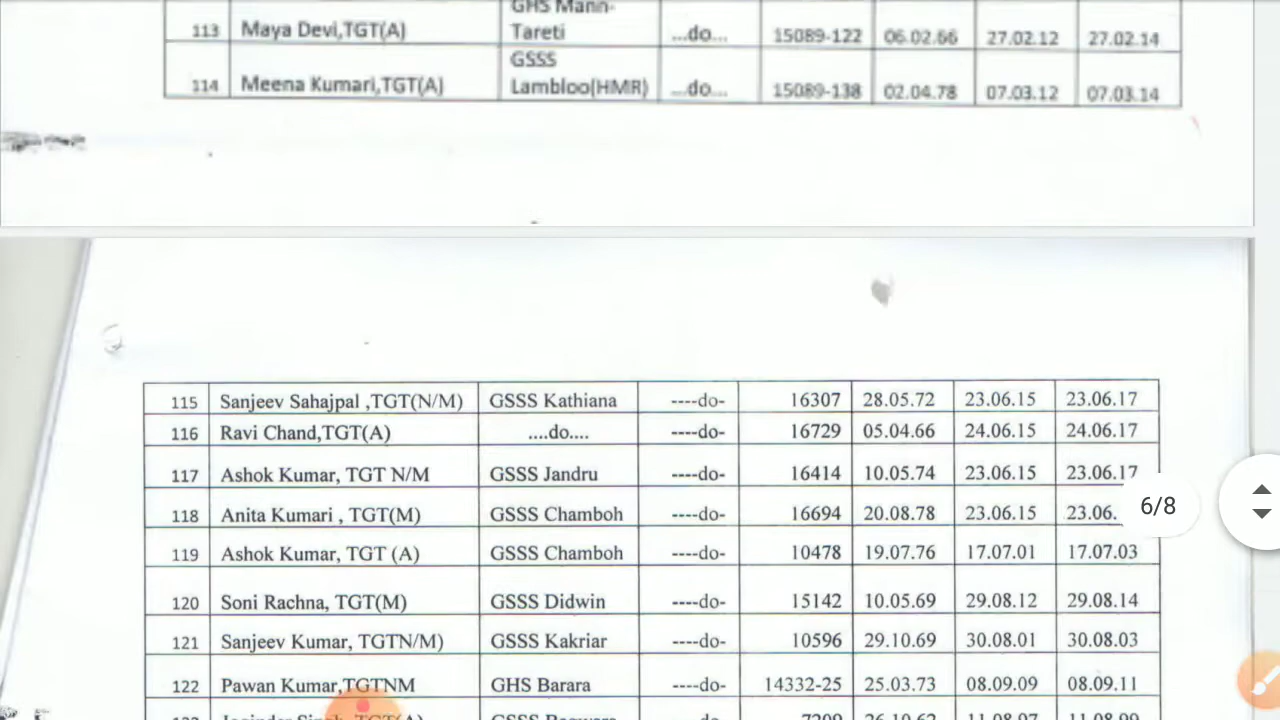 GHS Mann-
113 Maya Devi,TGT(A) Tareti ...do... 15089-122 06.02.66 27.02.12 27.02.14
GSSS
114 Meena Kumari,TGT(A) Lambloo(HMR) ...do... 15089-138 02.04.78 07.03.12 07.03.14
115 Sanjeev Sahajpal ,TGT(N/M) GSSS Kathiana ----do- 16307 28.05.72 23.06.15 23.06.17
116 Ravi Chand,TGT(A) ....do.... ----do- 16729 05.04.66 24.06.15 24.06.17
117 Ashok Kumar, TGT N/M GSSS Jandru ----do- 16414 10.05.74 23.06.15 23.06.17
118 Anita Kumari , TGT(M) GSSS Chamboh ----do- 16694 20.08.78 23.06.15 23.06.
6/8
119 Ashok Kumar, TGT (A) GSSS Chamboh ----do- 10478 19.07.76 17.07.01 17.07.03
120 Soni Rachna, TGT(M) GSSS Didwin ----do- 15142 10.05.69 29.08.12 29.08.14
121 Sanjeev Kumar, TGTN/M) GSSS Kakriar ----do- 10596 29.10.69 30.08.01 30.08.03
122 Pawan Kumar,TGTNM GHS Barara ----do- 14332-25 25.03.73 08.09.09 08.09.11